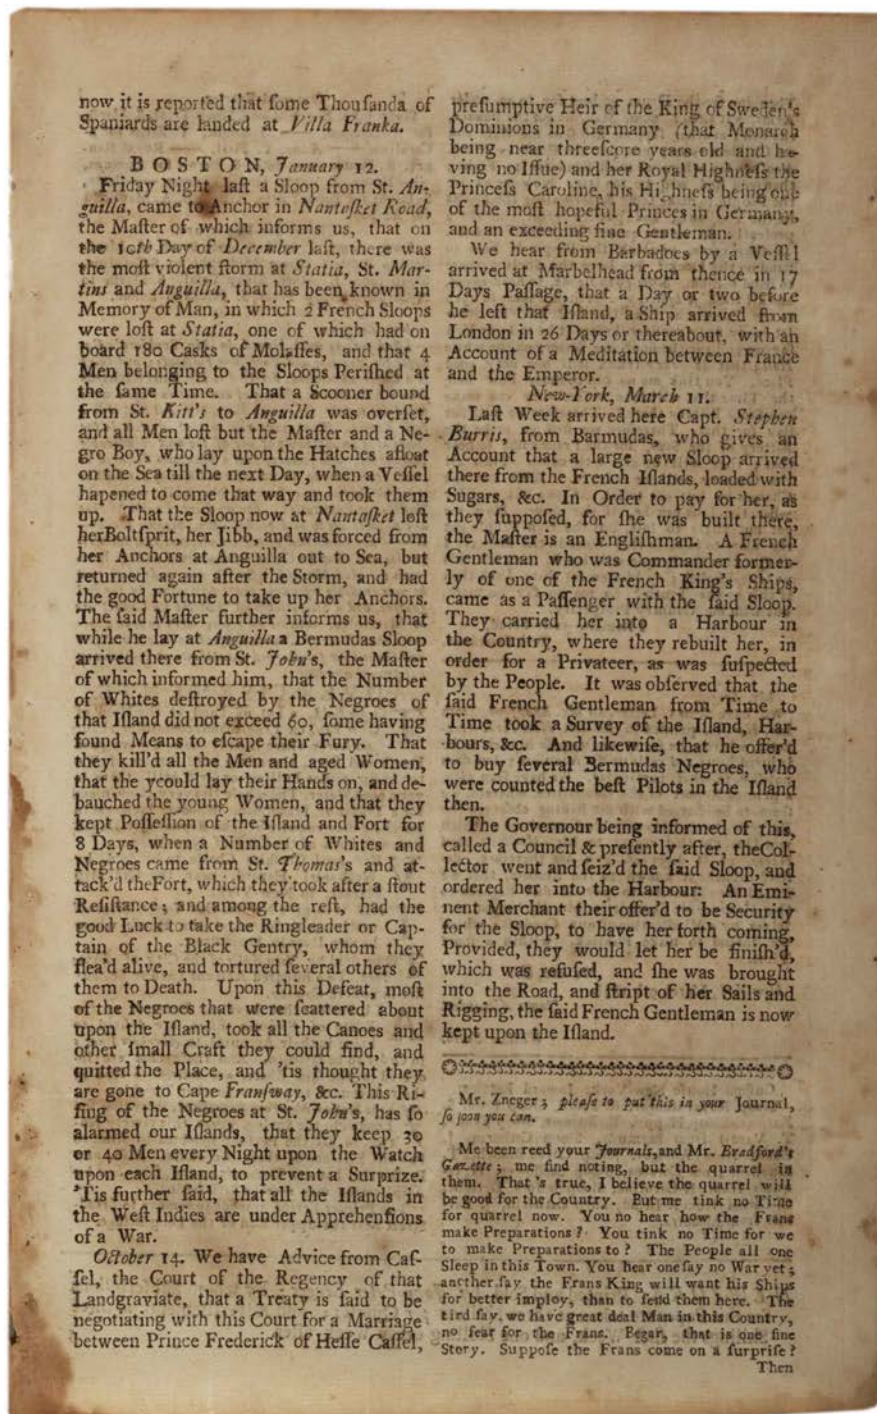 now it is reported that ſome Thouſanda of
Spaniards are landed at Villa Franka.
BOSTON, January 12.
Friday Night laſt a Sloop from St. An-
guilla, came to Anchor in Nantaſket Road,
the Maſter of which informs us, that on
the 10th Day of December laſt, there was
the moſt violent ſtorm at Statia, St. Mar-
tins and Anguilla, that has been known in
Memory of Man, in which 2 French Sloops
were loſt at Statia, one of which had on
board 180 Casks of Molaſſes, and that 4
Men belonging to the Sloops Periſhed at
the ſame Time. That a Scooner bound
from St. Kitt's to Anguilla was overſet,
and all Men loſt but the Maſter and a Ne-
gro Boy, who lay upon the Hatches afloat
on the Sea till the next Day, when a Veſſel
hapened to come that way and took them
up. That the Sloop now at Nantaſket loſt
herBoltſprit, her Jibb, and was forced from
her Anchors at Anguilla out to Sea, but
returned again after the Storm, and had
the good Fortune to take up her Anchors.
The ſaid Maſter further informs us, that
while he lay at Anguilla a Bermudas Sloop
arrived there from St. John's, the Maſter
of which informed him, that the Number
of Whites deſtroyed by the Negroes of
that Iſland did not exceed 60, ſome having
found Means to eſcape their Fury. That
they kill'd all the Men and aged Women,
that the ycould lay their Hands on, and de-
bauched the young Women, and that they
kept Poſſeſſion of the Iſland and Fort for
8 Days, when a Number of Whites and
Negroes came from St. Thomas's and at-
tack'd theFort, which they took after a ſtout
Reſiſtance; and among the reſt, had the
good Luck to take the Ringleader or Cap-
tain of the Black Gentry, whom they
flea'd alive, and tortured ſeveral others of
them to Death. Upon this Defeat, moſt
of the Negroes that were ſcattered about
upon the Iſland, took all the Canoes and
other ſmall Craft they could find, and
quitted the Place, and 'tis thought they
are gone to Cape Franſway, &c. This Ri-
ſing of the Negroes at St. John's, has ſo
alarmed our Iſlands, that they keep 30
or 40 Men every Night upon the Watch
upon each Iſland, to prevent a Surprize.
'Tis further ſaid, that all the Iſlands in
the Weſt Indies are under Apprehenſions
of a War.
October 14. We have Advice from Caſ-
ſel, the Court of the Regency of that
Landgraviate, that a Treaty is ſaid to be
negotiating with this Court for a Marriage
between Prince Frederick of Heſſe Caſſel,
preſumptive Heir of the King of Sweden's
Dominions in Germany (that Monarch
being near threeſcore years old and ha-
ving no Iſſue) and her Royal Highneſs the
Princeſs Caroline, his Highneſs being one
of the moſt hopeful Princes in Germany,
and an exceeding fine Gentleman.
We hear from Barbadoes by a Veſſel
arrived at Marbelhead from thence in 17
Days Paſſage, that a Day or two before
he left that Iſland, a Ship arrived from
London in 26 Days or thereabout, with an
Account of a Meditation between France
and the Emperor.
New-York, March 11.
Laſt Week arrived here Capt. Stephen
Burris, from Barmudas, who gives an
Account that a large new Sloop arrived
there from the French Iſlands, loaded with
Sugars, &c. In Order to pay for her, as
they ſuppoſed, for ſhe was built there,
the Maſter is an Engliſhman. A French
Gentleman who was Commander former-
ly of one of the French King's Ships,
came as a Paſſenger with the ſaid Sloop.
They carried her into a Harbour in
the Country, where they rebuilt her, in
order for a Privateer, as was ſuſpected
by the People. It was obſerved that the
ſaid French Gentleman from Time to
Time took a Survey of the Iſland, Har-
bours, &c. And likewiſe, that he offer'd
to buy ſeveral Bermudas Negroes, who
were counted the beſt Pilots in the Iſland
then.
The Governour being informed of this,
called a Council & preſently after, theCol-
lector went and ſeiz'd the ſaid Sloop, and
ordered her into the Harbour: An Emi-
nent Merchant their offer'd to be Security
for the Sloop, to have her forth coming,
Provided, they would let her be finiſh'd,
which was refuſed, and ſhe was brought
into the Road, and ſtript of her Sails and
Rigging, the ſaid French Gentleman is now
kept upon the Iſland.
Mr. Zneger; pleaſe to put this in your Journal,
ſo ſoon you can.
Me been reed your Journals, and Mr. Bradford's
Gazette; me find noting, but the quarrel in
them. That 's true, I believe the quarrel will
be good for the Country. But me tink no Time
for quarrel now. You no hear how the Frans
make Preparations? You tink no Time for we
to make Preparations to? The People all one
Sleep in this Town. You hear one ſay no War yet;
another ſay the Frans King will want his Ships
for better imploy, than to ſend them here. The
tird ſay, we have great deal Man in this Country,
no fear for the Frans. Begar, that is one fine
Story. Suppoſe the Frans come on a ſurpriſe?
Then